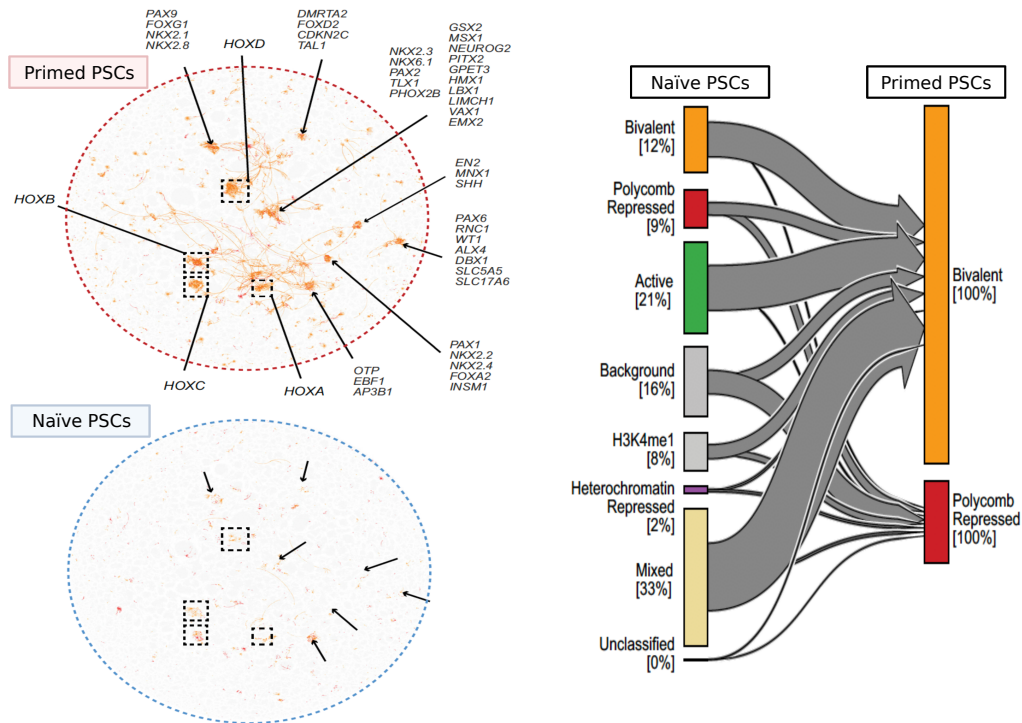 PAX9
FOXG1
NKX2.1
NKX2.8
HOXD
DMRTA2
FOXD2
CDKN2C
TAL1
NKX2.3
NKX6.1
PAX2
TLX1
PHOX2B
GSX2
MSX1
NEUROG2
PITX2
GPET3
HMX1
LBX1
LIMCH1
VAX1
EMX2
Primed PSCs
HOXB
EN2
MNX1
SHH
PAX6
RNC1
WT1
ALX4
DBX1
SLC5A5
SLC17A6
HOXC
HOXA
OTP
EBF1
AP3B1
PAX1
NKX2.2
NKX2.4
FOXA2
INSM1
Naïve PSCs
Naïve PSCs
Primed PSCs
Bivalent
[12%]
Polycomb
Repressed
[9%]
Active
[21%]
Background
[16%]
H3K4me1
[8%]
Heterochromatin
Repressed
[2%]
Mixed
[33%]
Unclassified
[0%]
Bivalent
[100%]
Polycomb
Repressed
[100%]